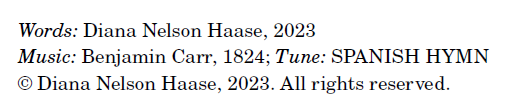 Words: Diana Nelson Haase, 2023
Music: Benjamin Carr, 1824; Tune: SPANISH HYMN
© Diana Nelson Haase, 2023. All rights reserved.